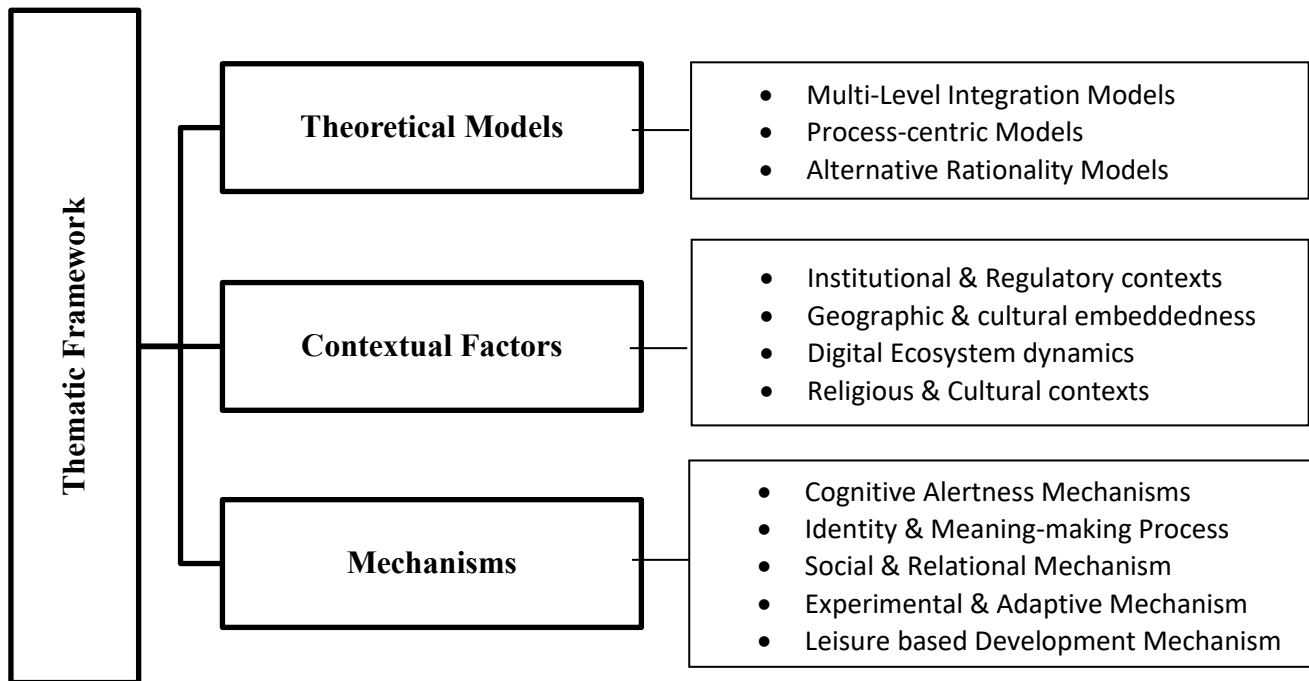 Thematic Framework
Theoretical Models
• Multi-Level Integration Models
• Process-centric Models
• Alternative Rationality Models
Contextual Factors
• Institutional & Regulatory contexts
• Geographic & cultural embeddedness
• Digital Ecosystem dynamics
• Religious & Cultural contexts
Mechanisms
• Cognitive Alertness Mechanisms
• Identity & Meaning-making Process
• Social & Relational Mechanism
• Experimental & Adaptive Mechanism
• Leisure based Development Mechanism